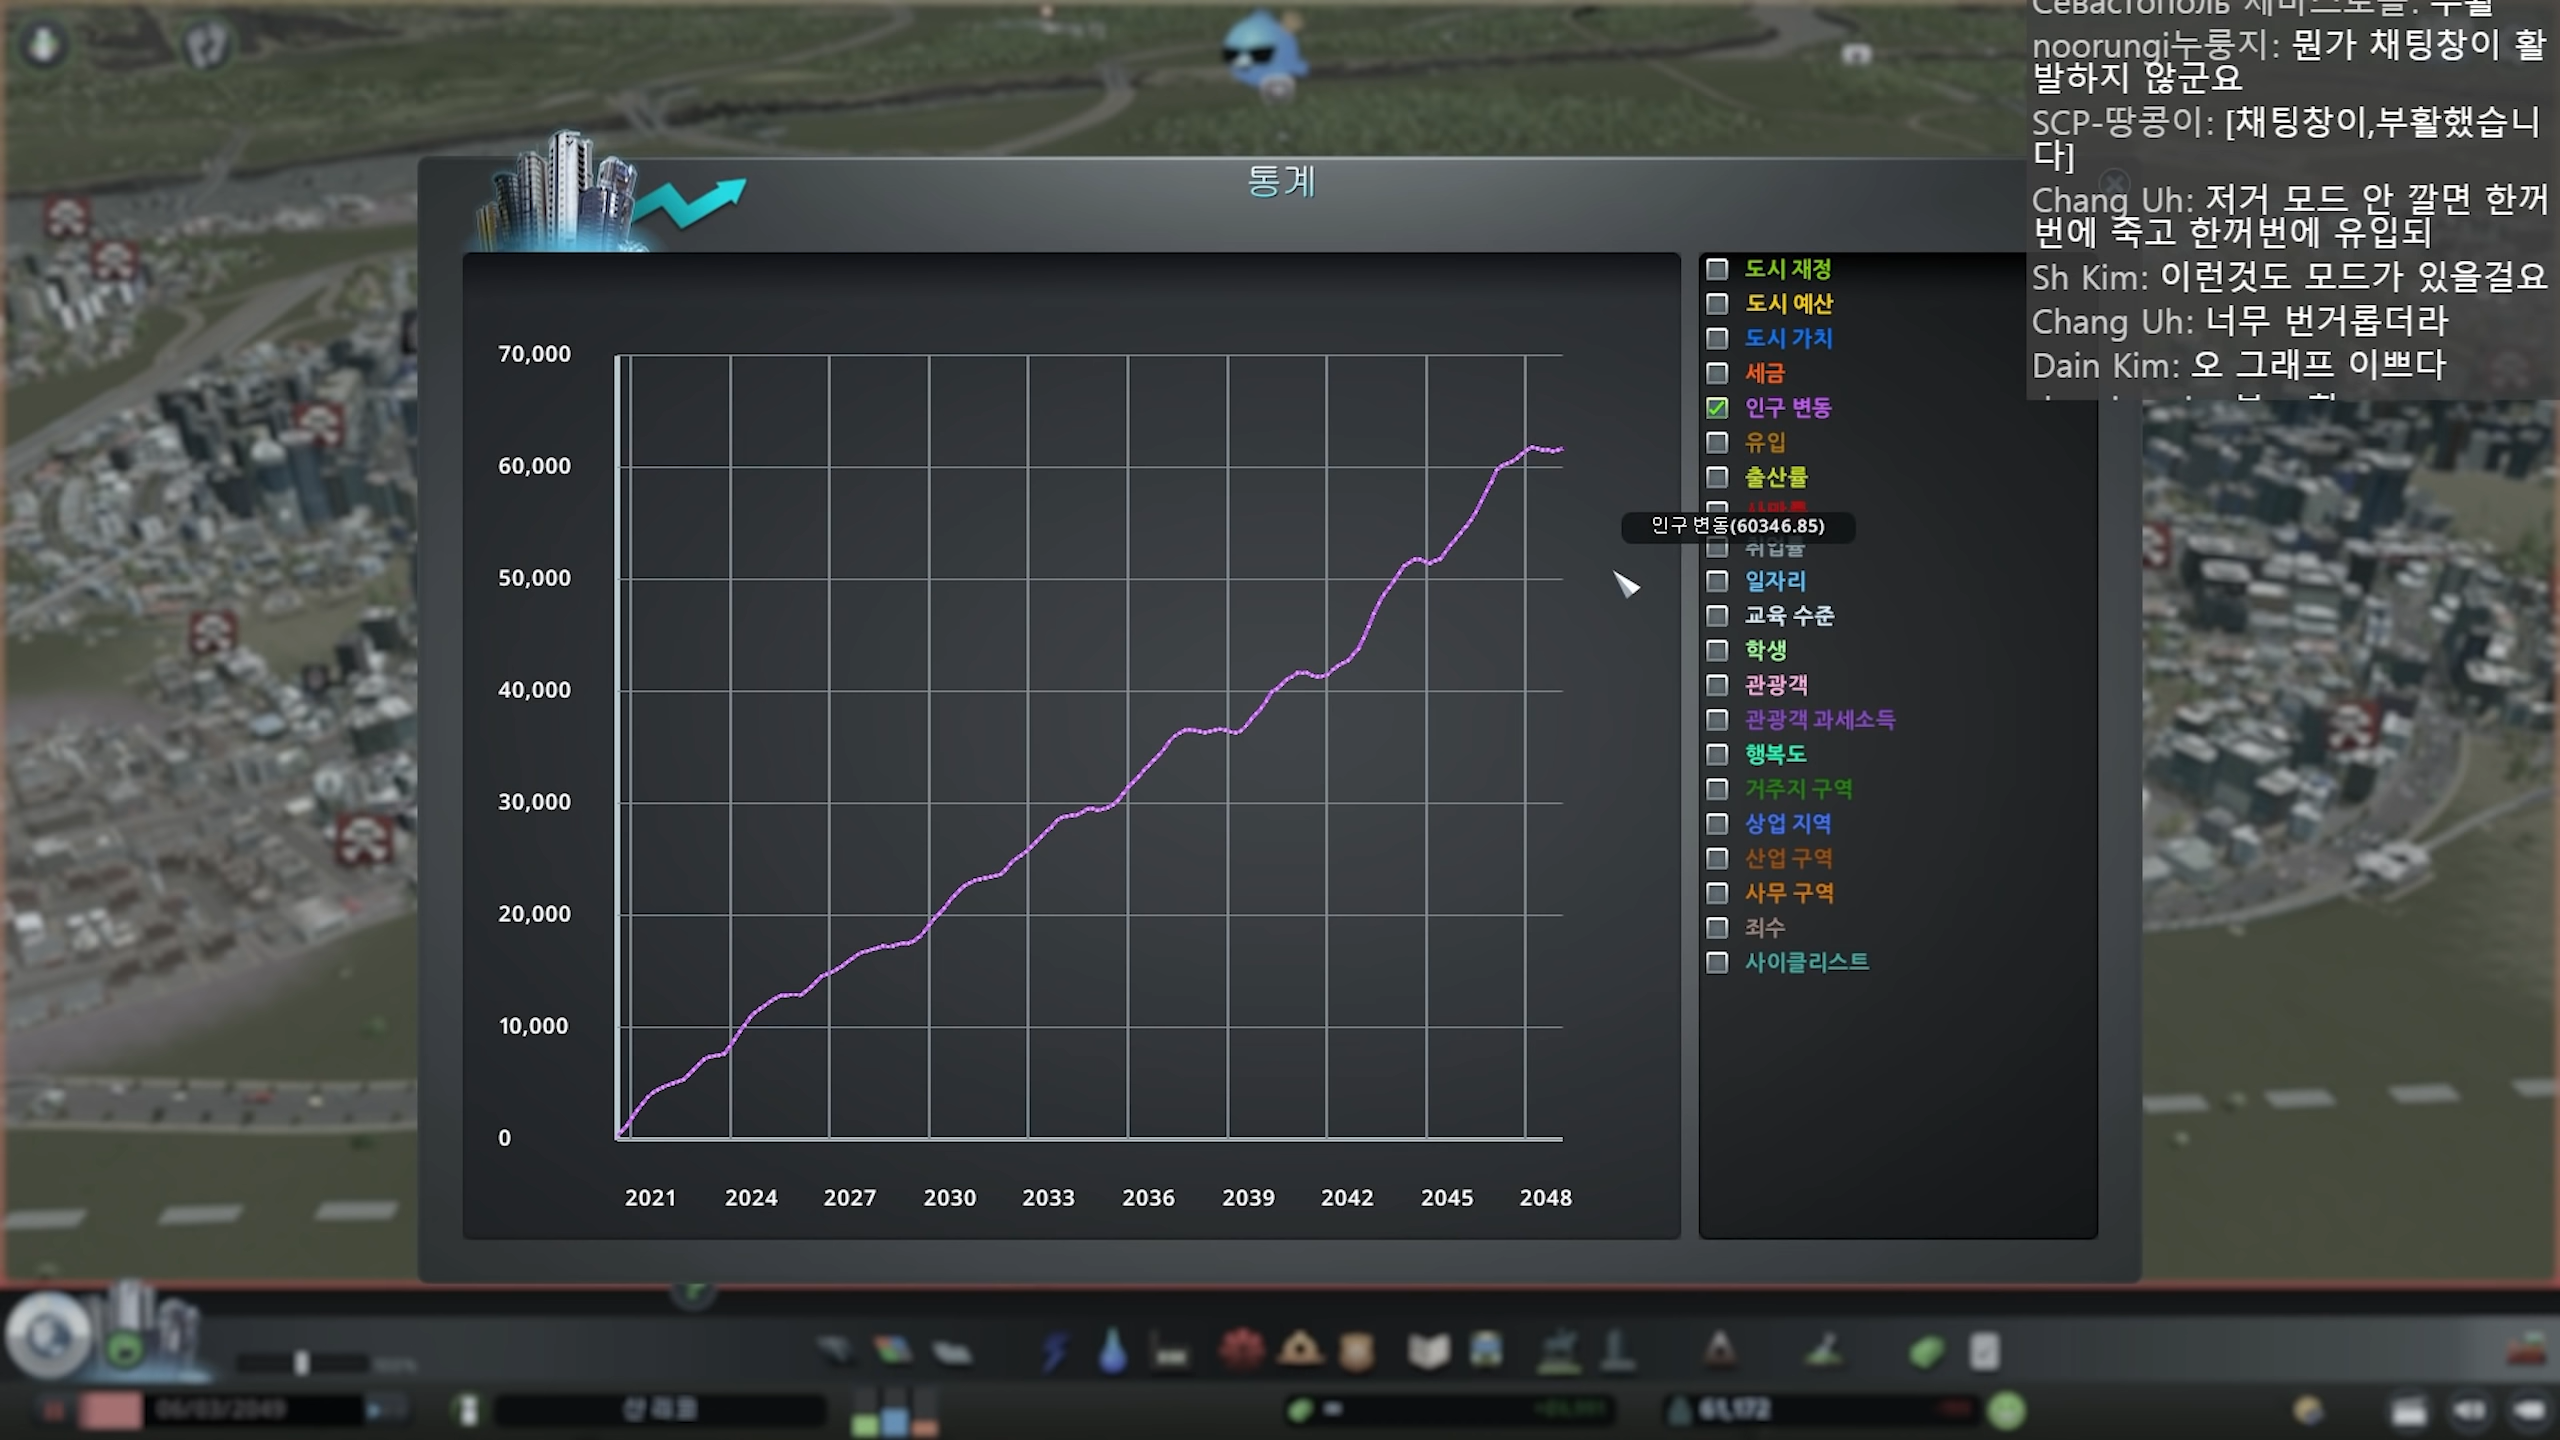 noorungi누룽지: 뭔가 채팅창이 활
발하지 않군요
SCP-땅콩이: [채팅창이,부활했습니
다]
Chang Uh: 저거 모드 안 깔면 한꺼
번에 죽고 한꺼번에 유입되
Sh Kim: 이런것도 모드가 있을걸요
Chang Uh: 너무 번거롭더라
Dain Kim: 오 그래프 이쁘다
통계
70,000
60,000
50,000
40,000
30,000
20,000
10,000
0
2021 2024 2027 2030 2033 2036 2039 2042 2045 2048
도시 재정
도시 예산
도시 가치
세금
인구 변동
유입
출산률
인구 변동(60346.85)
취업률
일자리
교육 수준
학생
관광객
관광객 과세소득
행복도
거주지 구역
상업 지역
산업 구역
사무 구역
죄수
사이클리스트
06/03/2049
61,172